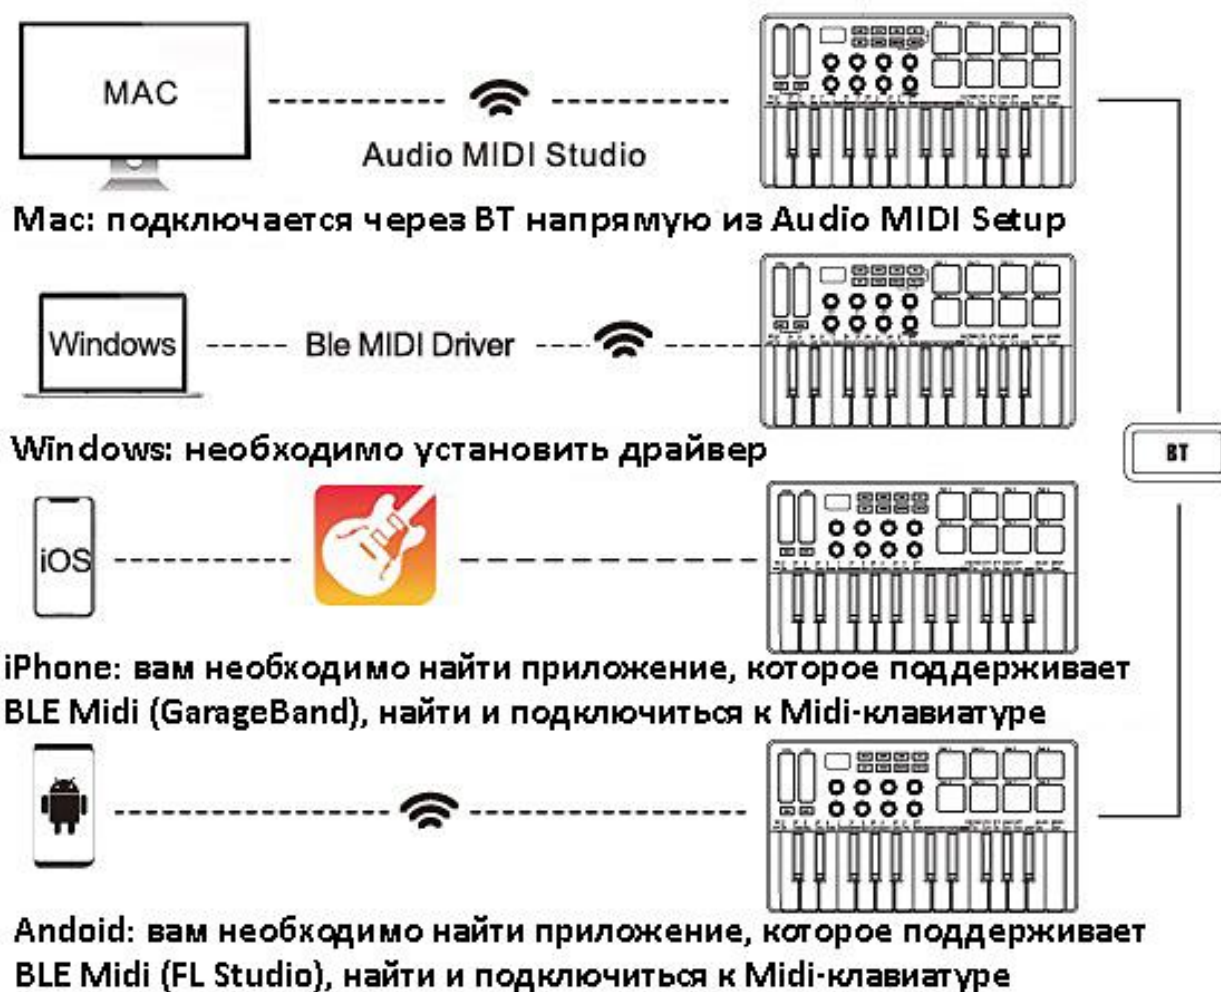 MAC
Audio MIDI Studio
Mac: подключается через BT напрямую из Audio MIDI Setup
Windows
Ble MIDI Driver
Windows: необходимо установить драйвер
BT
iOS
iPhone: вам необходимо найти приложение, которое поддерживает
BLE Midi (GarageBand), найти и подключиться к Midi-клавиатуре
Andoid: вам необходимо найти приложение, которое поддерживает
BLE Midi (FL Studio), найти и подключиться к Midi-клавиатуре